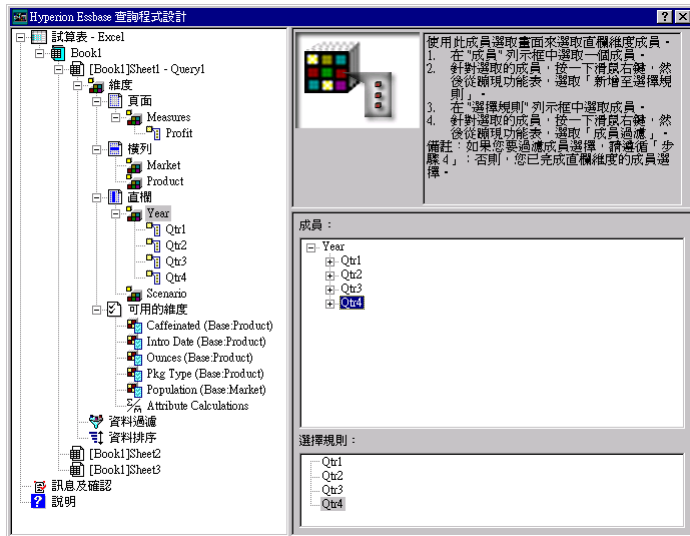 Hyperion Essbase 查詢程式設計
試算表 - Excel
Book1
[Book1]Sheet1 - Query1
維度
頁面
Measures
Profit
橫列
Market
Product
直欄
Year
Qtr1
Qtr2
Qtr3
Qtr4
Scenario
可用的維度
Caffeinated (Base:Product)
Intro Date (Base:Product)
Ounces (Base:Product)
Pkg Type (Base:Product)
Population (Base:Market)
Attribute Calculations
資料過濾
資料排序
[Book1]Sheet2
[Book1]Sheet3
訊息及確認
說明
使用此成員選取畫面來選取直欄維度成員。
1. 在"成員"列示框中選取一個成員。
2. 針對選取的成員，按一下滑鼠右鍵，然
後從蹦現功能表，選取「新增至選擇規
則」。
3. 在"選擇規則"列示框中選取成員。
4. 針對選取的成員，按一下滑鼠右鍵，然
後從蹦現功能表，選取「成員過濾」。
備註：如果您要過濾成員選擇，請遵循「步
驟 4」；否則，您已完成直欄維度的成員選
擇。
成員：
Year
Qtr1
Qtr2
Qtr3
Qtr4
選擇規則：
Qtr1
Qtr2
Qtr3
Qtr4